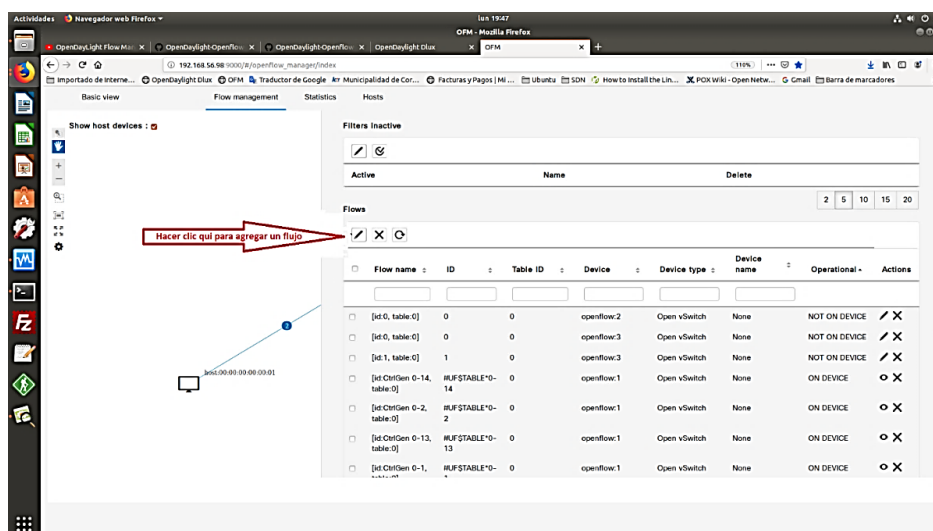 Actividades Navegador web Firefox ▾ lun 19:47
OFM - Mozilla Firefox
OpenDayLight Flow Man × OpenDaylight-Openflow × OpenDaylight-Openflow × OpenDaylight Dlux × OFM × +
192.168.56.98:9000/#/openflow_manager/index 110%
Importado de Interne... OpenDaylight Dlux OFM Traductor de Google Municipalidad de Cor... Facturas y Pagos | Mi ... Ubuntu SDN How to Install the Lin... POX Wiki - Open Netw... Gmail Barra de marcadores
Basic view Flow management Statistics Hosts
Show host devices :
Filters inactive
Active Name Delete
2 5 10 15 20
Flows
Hacer clic qui para agregar un flujo
Flow name ID Table ID Device Device type Device name Operational Actions
[id:0, table:0] 0 0 openflow:2 Open vSwitch None NOT ON DEVICE
[id:0, table:0] 0 0 openflow:3 Open vSwitch None NOT ON DEVICE
[id:1, table:0] 1 0 openflow:3 Open vSwitch None NOT ON DEVICE
[id:CtrlGen 0-14, table:0] #UF$TABLE*0-14 0 openflow:1 Open vSwitch None ON DEVICE
[id:CtrlGen 0-2, table:0] #UF$TABLE*0-2 0 openflow:1 Open vSwitch None ON DEVICE
[id:CtrlGen 0-13, table:0] #UF$TABLE*0-13 0 openflow:1 Open vSwitch None ON DEVICE
[id:CtrlGen 0-1, #UF$TABLE*0- 0 openflow:1 Open vSwitch None ON DEVICE
2
host:00:00:00:00:00:01